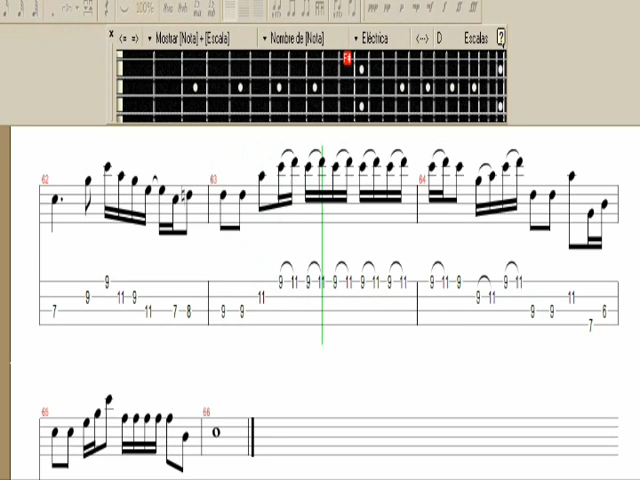 100%
x <= => ▼ Mostrar [Nota] + [Escala] ▼ Nombre de [Nota] ▼ Eléctrica <···> D Escalas ?
62 63 64
9 9 11 9 11 9 11 9 11 9 11 9 11 9 9 11
9 11 9 11 9 11 11
7 11 7 8 9 9 9 9 6
7
65 66